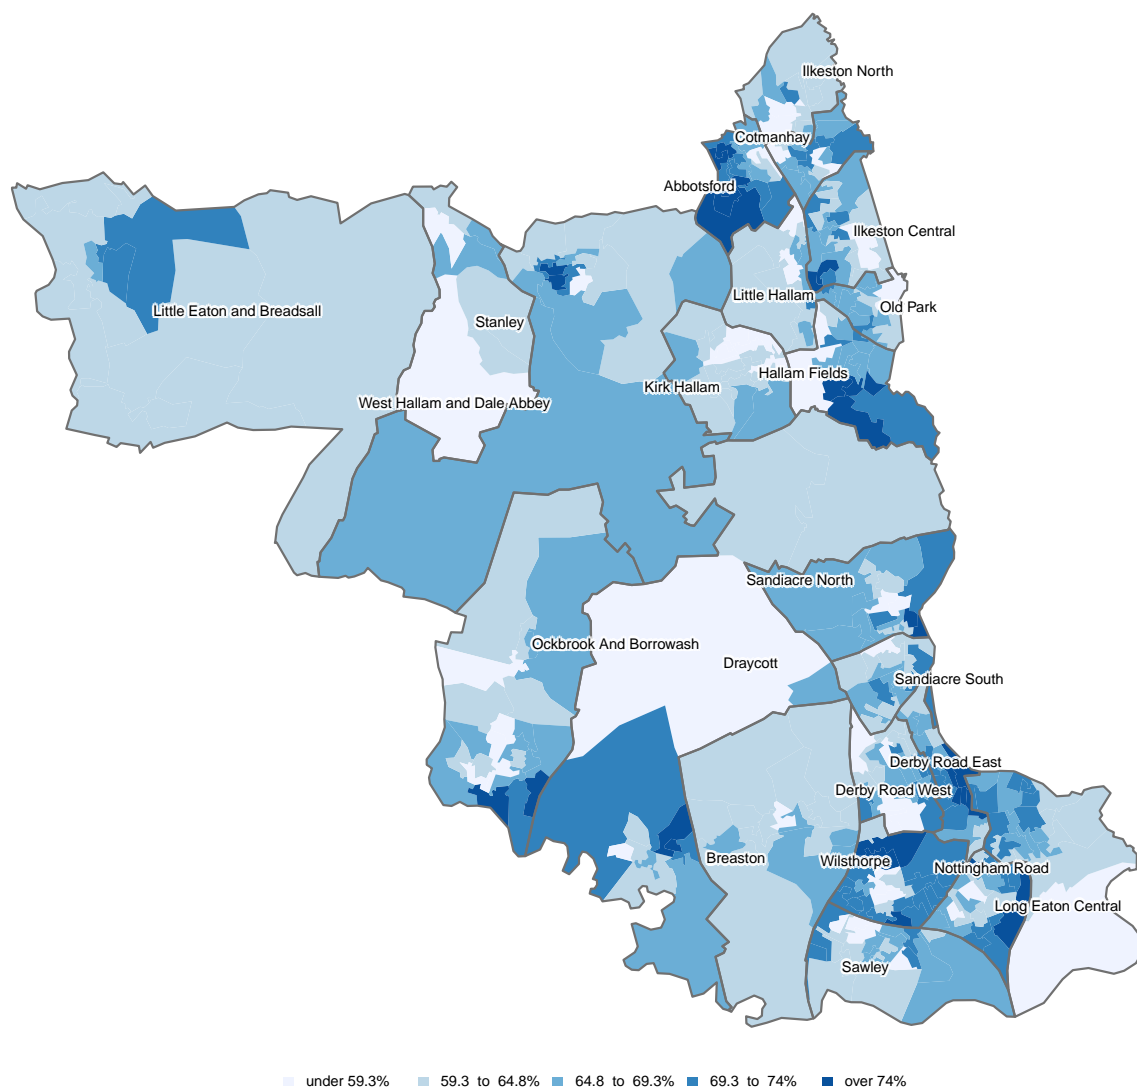 Ilkeston North
Cotmanhay
Abbotsford
Ilkeston Central
Little Hallam
Old Park
Little Eaton and Breadsall
Stanley
Hallam Fields
Kirk Hallam
West Hallam and Dale Abbey
Sandiacre North
Ockbrook And Borrowash
Draycott
Sandiacre South
Derby Road East
Derby Road West
Breaston
Wilsthorpe
Nottingham Road
Long Eaton Central
Sawley
under 59.3% 59.3 to 64.8% 64.8 to 69.3% 69.3 to 74% over 74%